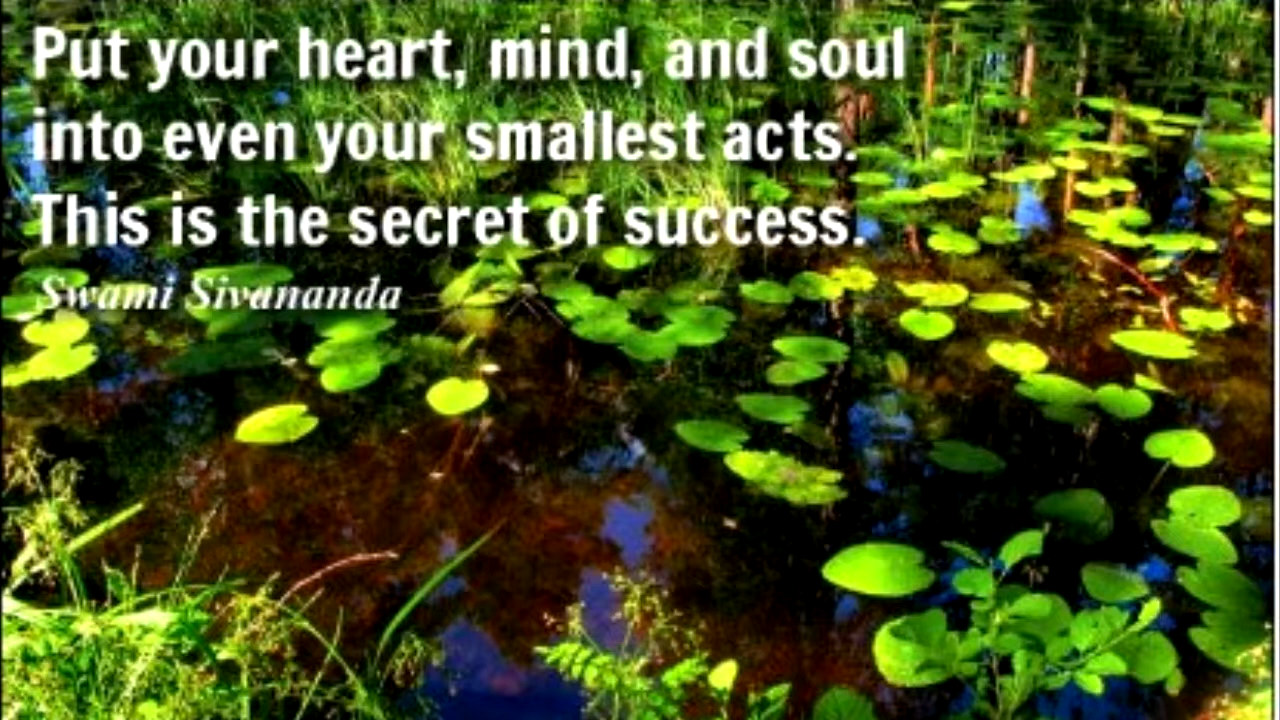 Put your heart, mind, and soul
into even your smallest acts.
This is the secret of success.
Swami Sivananda